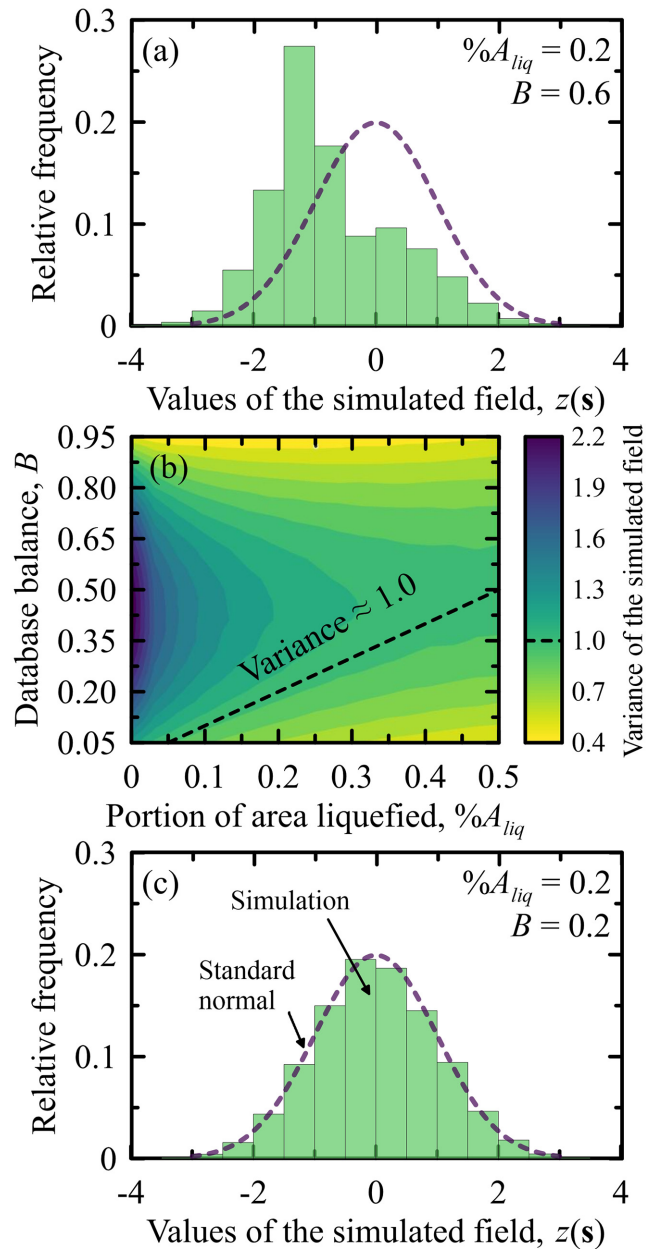 (a)
%A_liq = 0.2
B = 0.6
Relative frequency
0.3
0.2
0.1
0
-4 -2 0 2 4
Values of the simulated field, z(s)
(b)
Database balance, B
0.95
0.80
0.65
0.50
0.35
0.20
0.05
Variance ≈ 1.0
0 0.1 0.2 0.3 0.4 0.5
Portion of area liquefied, %A_liq
2.2
1.9
1.6
1.3
1.0
0.7
0.4
Variance of the simulated field
(c)
%A_liq = 0.2
B = 0.2
Simulation
Standard
normal
Relative frequency
0.3
0.2
0.1
0
-4 -2 0 2 4
Values of the simulated field, z(s)